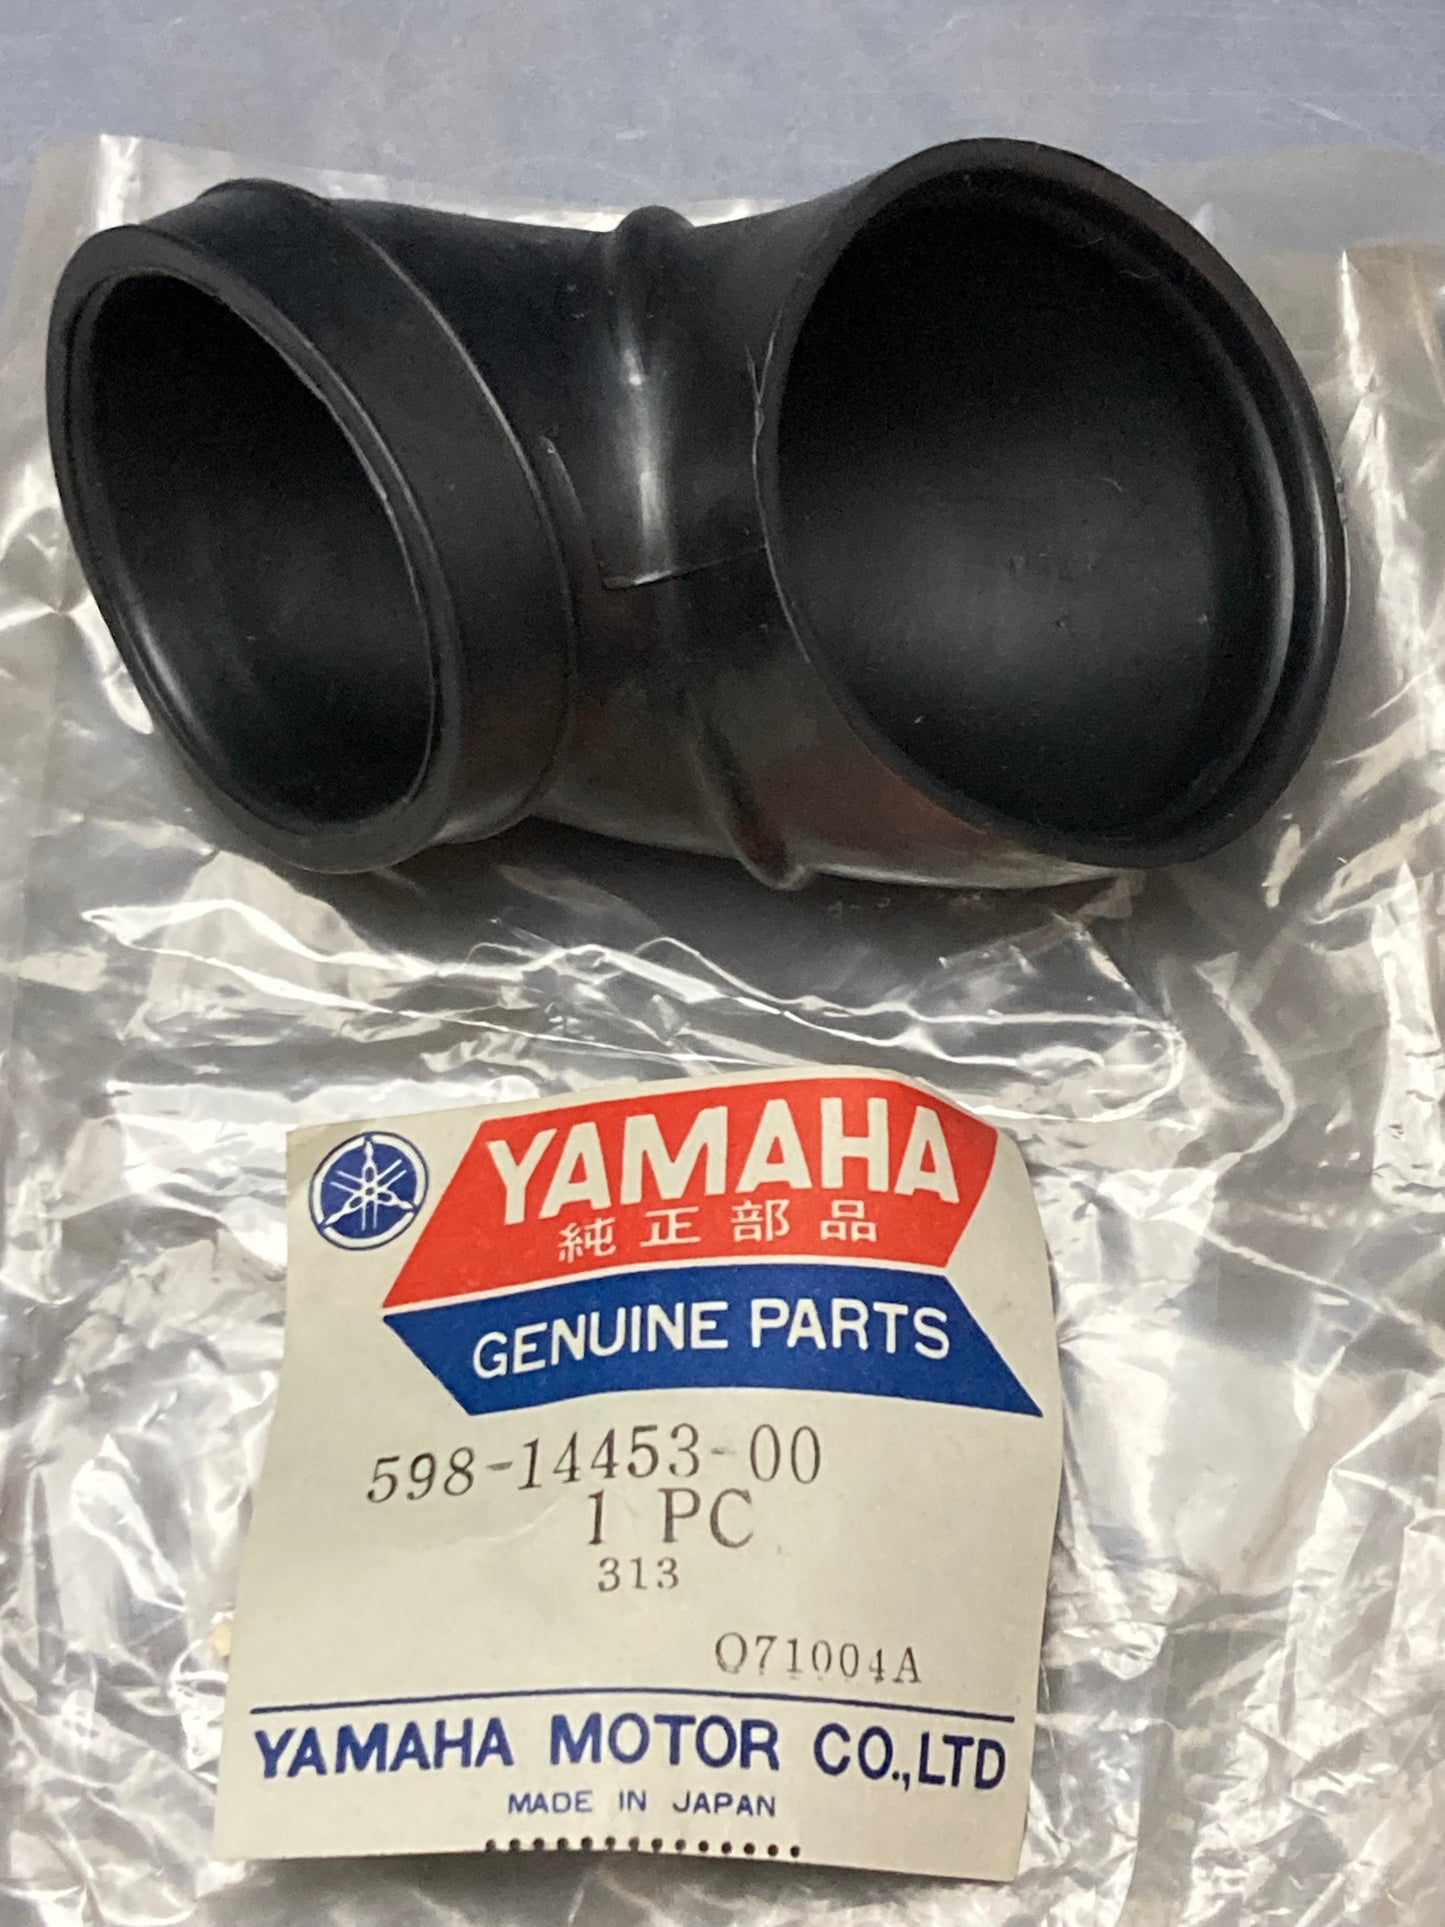 YAMAHA
純正部品
GENUINE PARTS
598-14453-00
1 PC
313
Q71004A
YAMAHA MOTOR CO.,LTD
MADE IN JAPAN